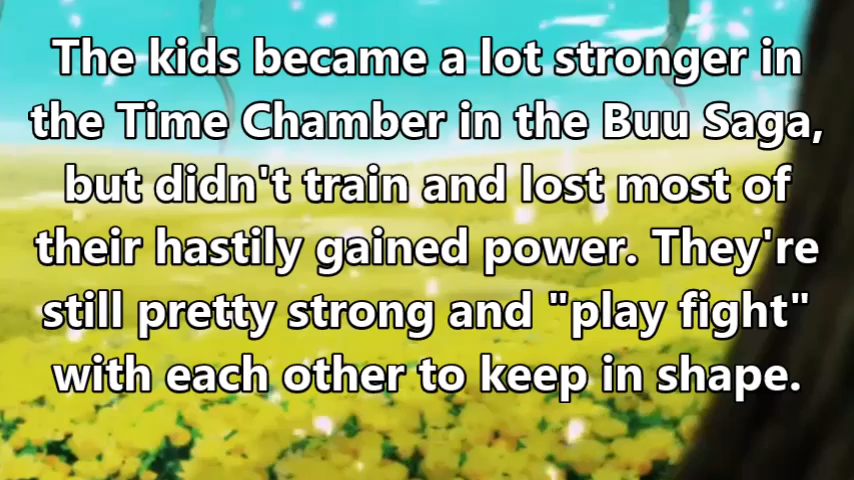 The kids became a lot stronger in
the Time Chamber in the Buu Saga,
but didn't train and lost most of
their hastily gained power. They're
still pretty strong and "play fight"
with each other to keep in shape.